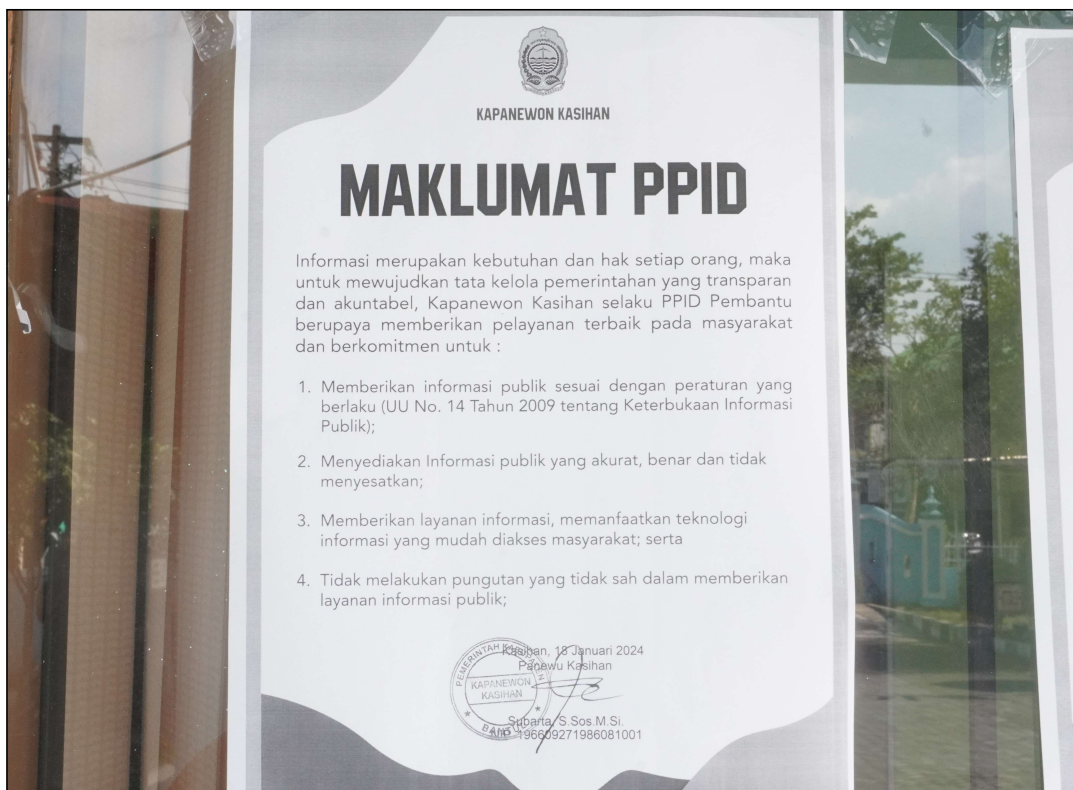 KAPANEWON KASIHAN
MAKLUMAT PPID
Informasi merupakan kebutuhan dan hak setiap orang, maka
untuk mewujudkan tata kelola pemerintahan yang transparan
dan akuntabel, Kapanewon Kasihan selaku PPID Pembantu
berupaya memberikan pelayanan terbaik pada masyarakat
dan berkomitmen untuk :
1. Memberikan informasi publik sesuai dengan peraturan yang
berlaku (UU No. 14 Tahun 2009 tentang Keterbukaan Informasi
Publik);
2. Menyediakan Informasi publik yang akurat, benar dan tidak
menyesatkan;
3. Memberikan layanan informasi, memanfaatkan teknologi
informasi yang mudah diakses masyarakat; serta
4. Tidak melakukan pungutan yang tidak sah dalam memberikan
layanan informasi publik;
Kasihan, 18 Januari 2024
Panewu Kasihan
PEMERINTAH
KAPANEWON
KASIHAN
BANTUL
Subarta, S.Sos.M.Si.
196609271986081001